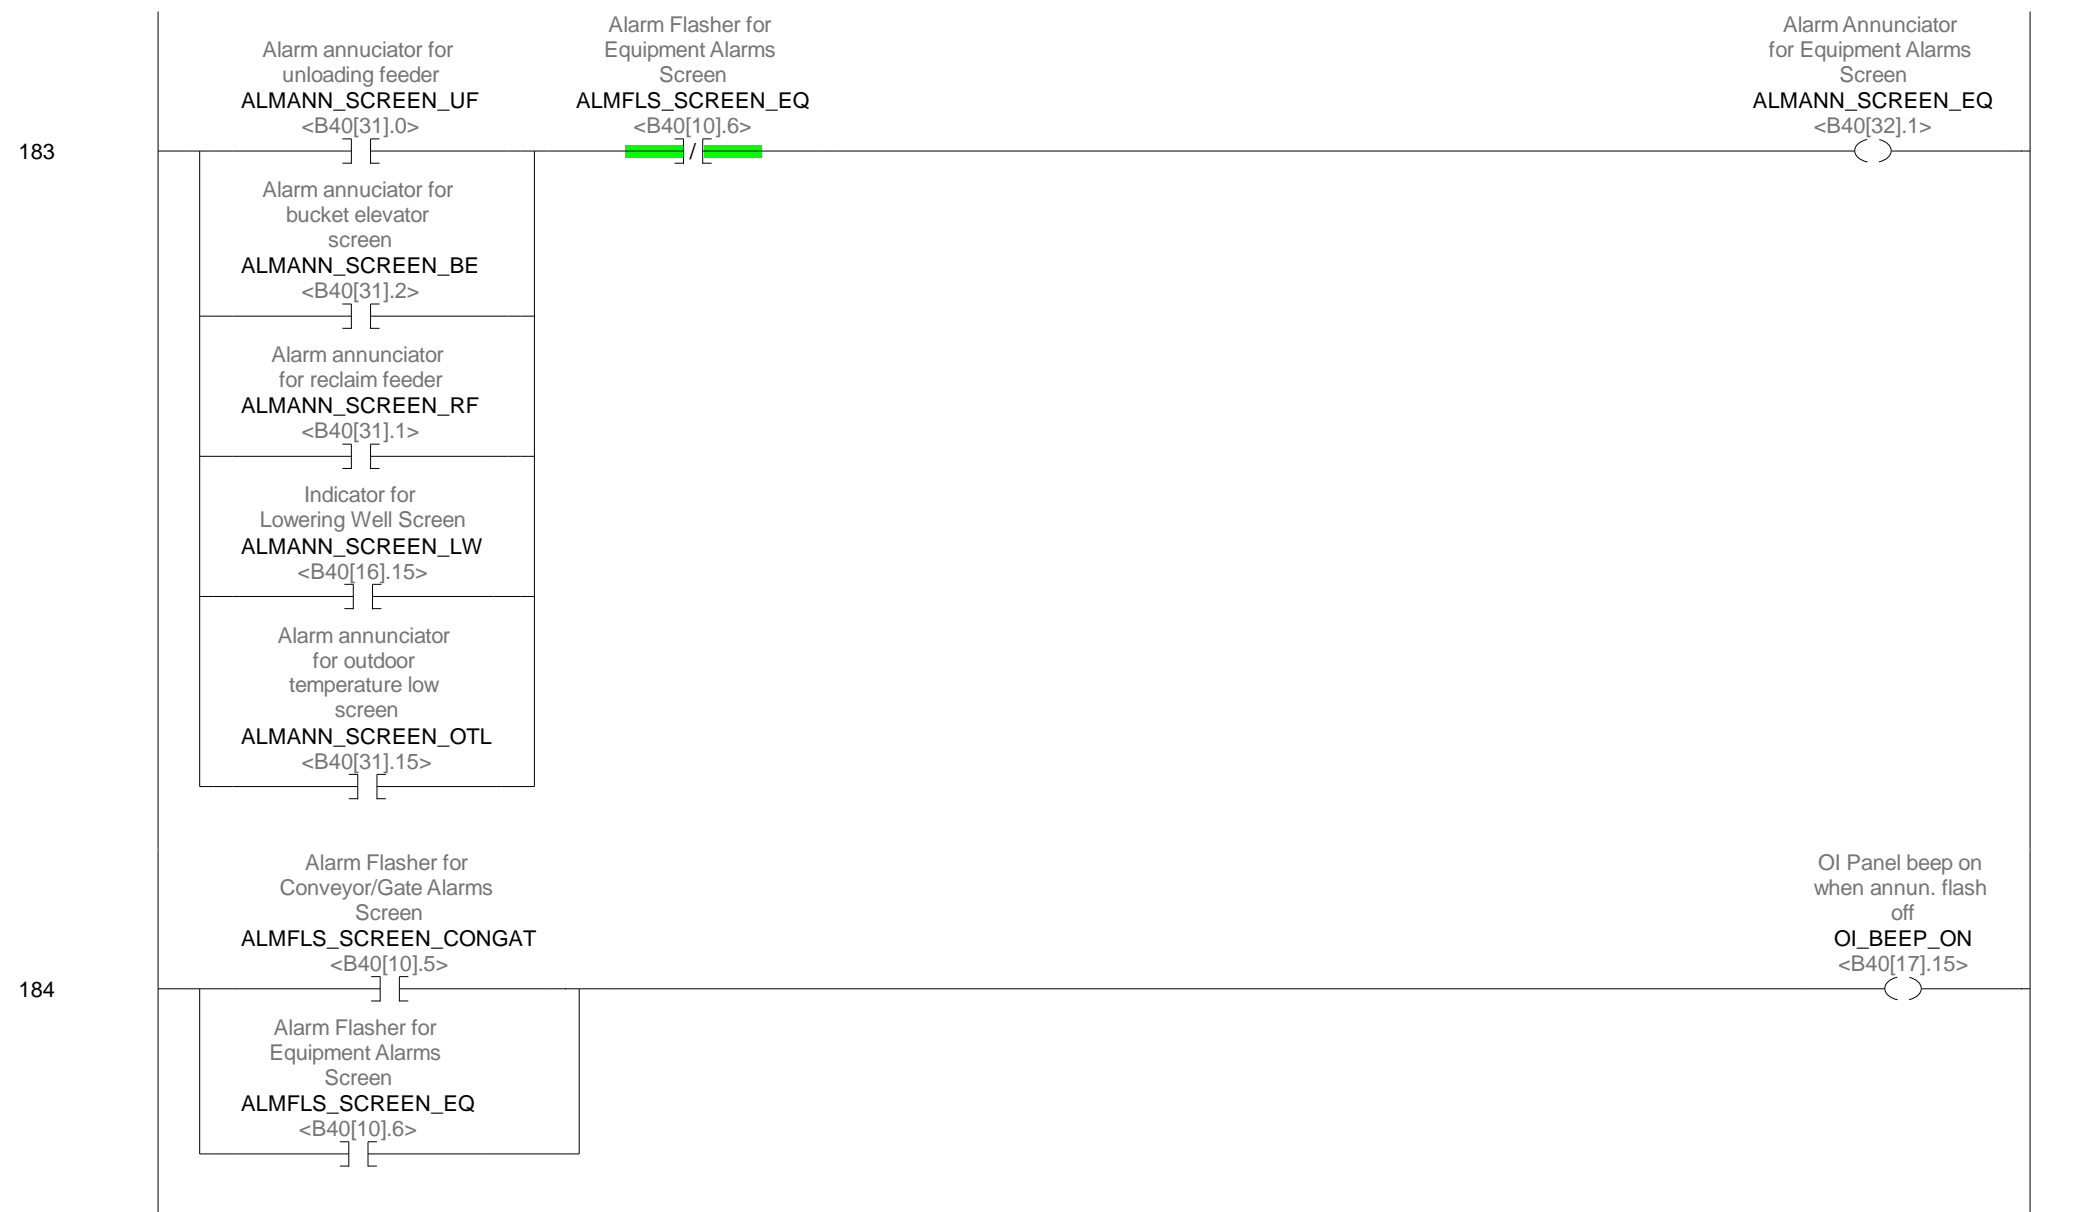 Alarm annuciator for
unloading feeder
ALMANN_SCREEN_UF
<B40[31].0>
Alarm Flasher for
Equipment Alarms
Screen
ALMFLS_SCREEN_EQ
<B40[10].6>
/
Alarm Annunciator
for Equipment Alarms
Screen
ALMANN_SCREEN_EQ
<B40[32].1>
183
Alarm annuciator for
bucket elevator
screen
ALMANN_SCREEN_BE
<B40[31].2>
Alarm annunciator
for reclaim feeder
ALMANN_SCREEN_RF
<B40[31].1>
Indicator for
Lowering Well Screen
ALMANN_SCREEN_LW
<B40[16].15>
Alarm annunciator
for outdoor
temperature low
screen
ALMANN_SCREEN_OTL
<B40[31].15>
184
Alarm Flasher for
Conveyor/Gate Alarms
Screen
ALMFLS_SCREEN_CONGAT
<B40[10].5>
OI Panel beep on
when annun. flash
off
OI_BEEP_ON
<B40[17].15>
Alarm Flasher for
Equipment Alarms
Screen
ALMFLS_SCREEN_EQ
<B40[10].6>